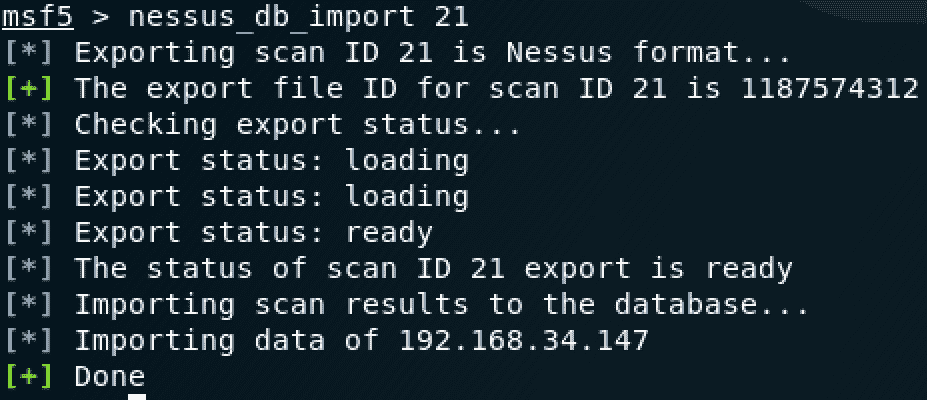 msf5 > nessus_db_import 21
[*] Exporting scan ID 21 is Nessus format...
[+] The export file ID for scan ID 21 is 1187574312
[*] Checking export status...
[*] Export status: loading
[*] Export status: loading
[*] Export status: ready
[*] The status of scan ID 21 export is ready
[*] Importing scan results to the database...
[*] Importing data of 192.168.34.147
[+] Done